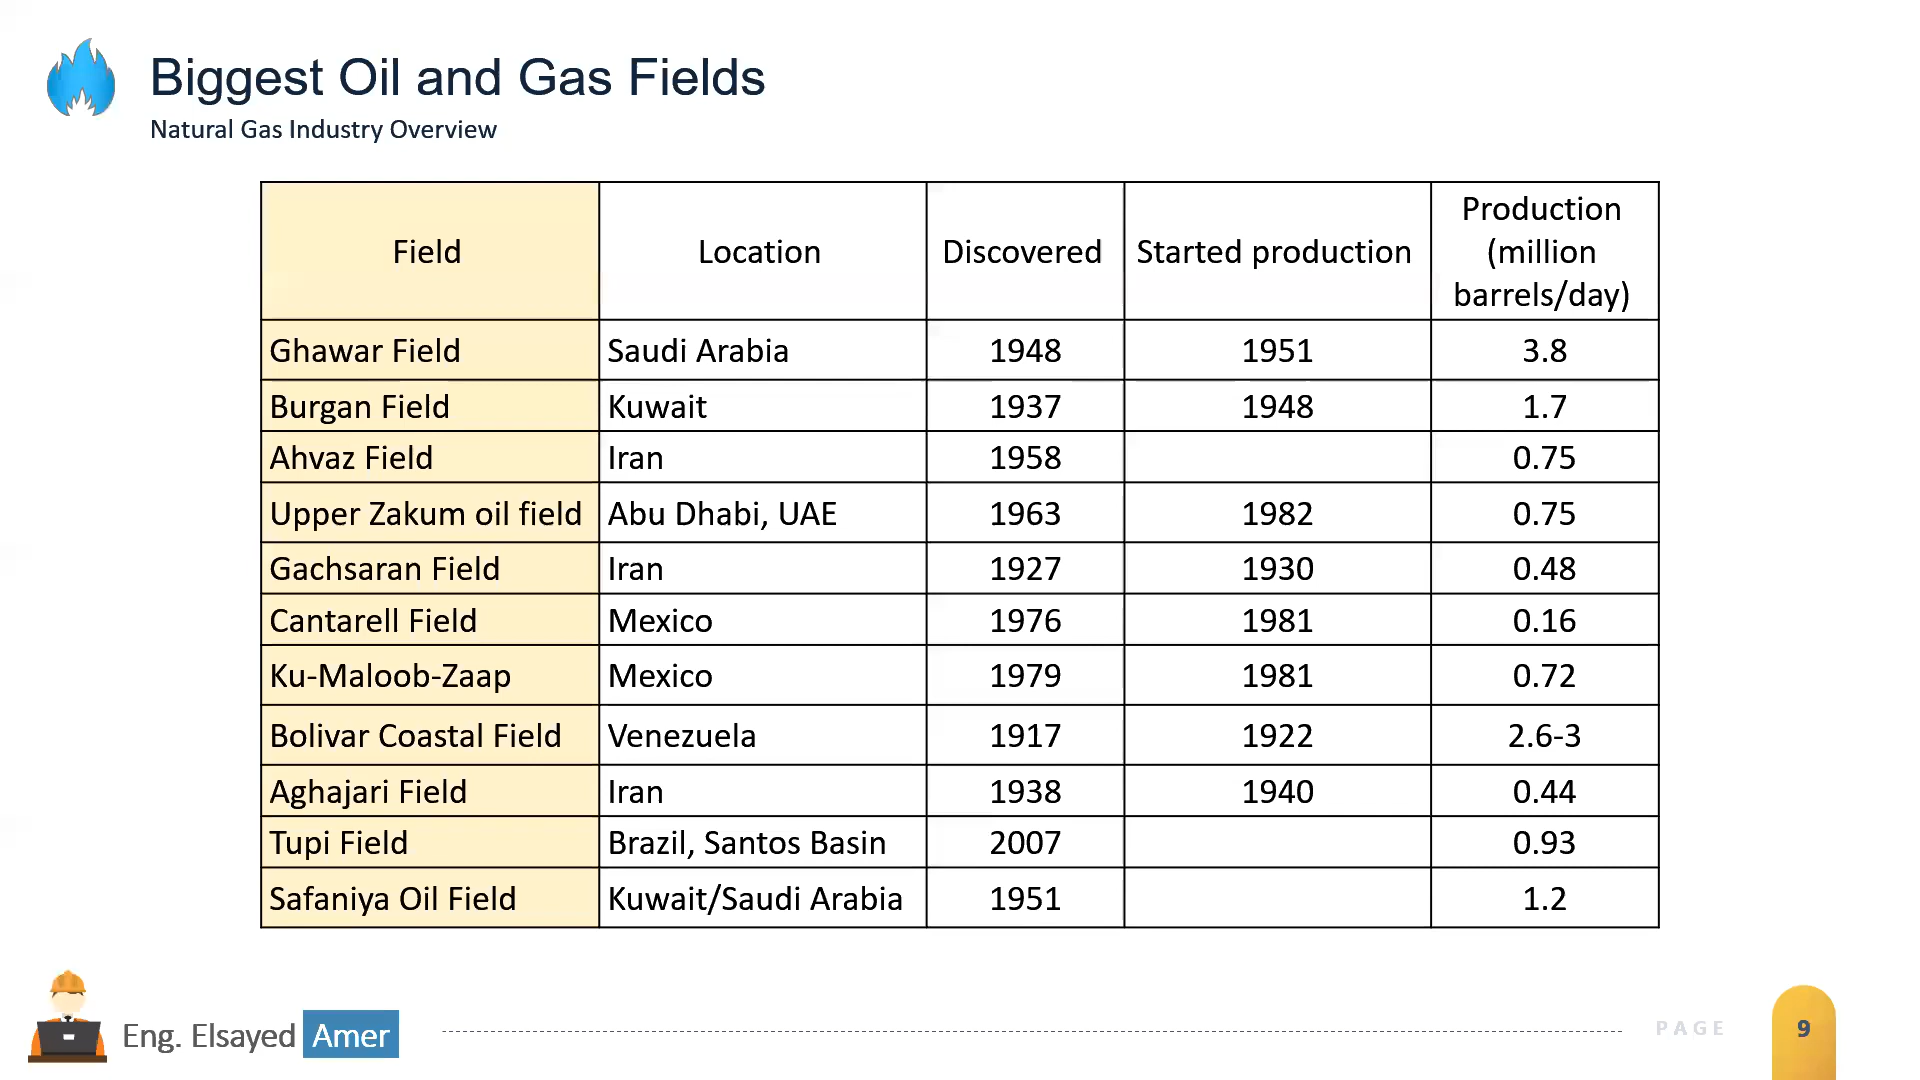 Biggest Oil and Gas Fields
Natural Gas Industry Overview
Field Location Discovered Started production Production (million barrels/day)
Ghawar Field Saudi Arabia 1948 1951 3.8
Burgan Field Kuwait 1937 1948 1.7
Ahvaz Field Iran 1958 0.75
Upper Zakum oil field Abu Dhabi, UAE 1963 1982 0.75
Gachsaran Field Iran 1927 1930 0.48
Cantarell Field Mexico 1976 1981 0.16
Ku-Maloob-Zaap Mexico 1979 1981 0.72
Bolivar Coastal Field Venezuela 1917 1922 2.6-3
Aghajari Field Iran 1938 1940 0.44
Tupi Field Brazil, Santos Basin 2007 0.93
Safaniya Oil Field Kuwait/Saudi Arabia 1951 1.2
Eng. Elsayed Amer PAGE 9